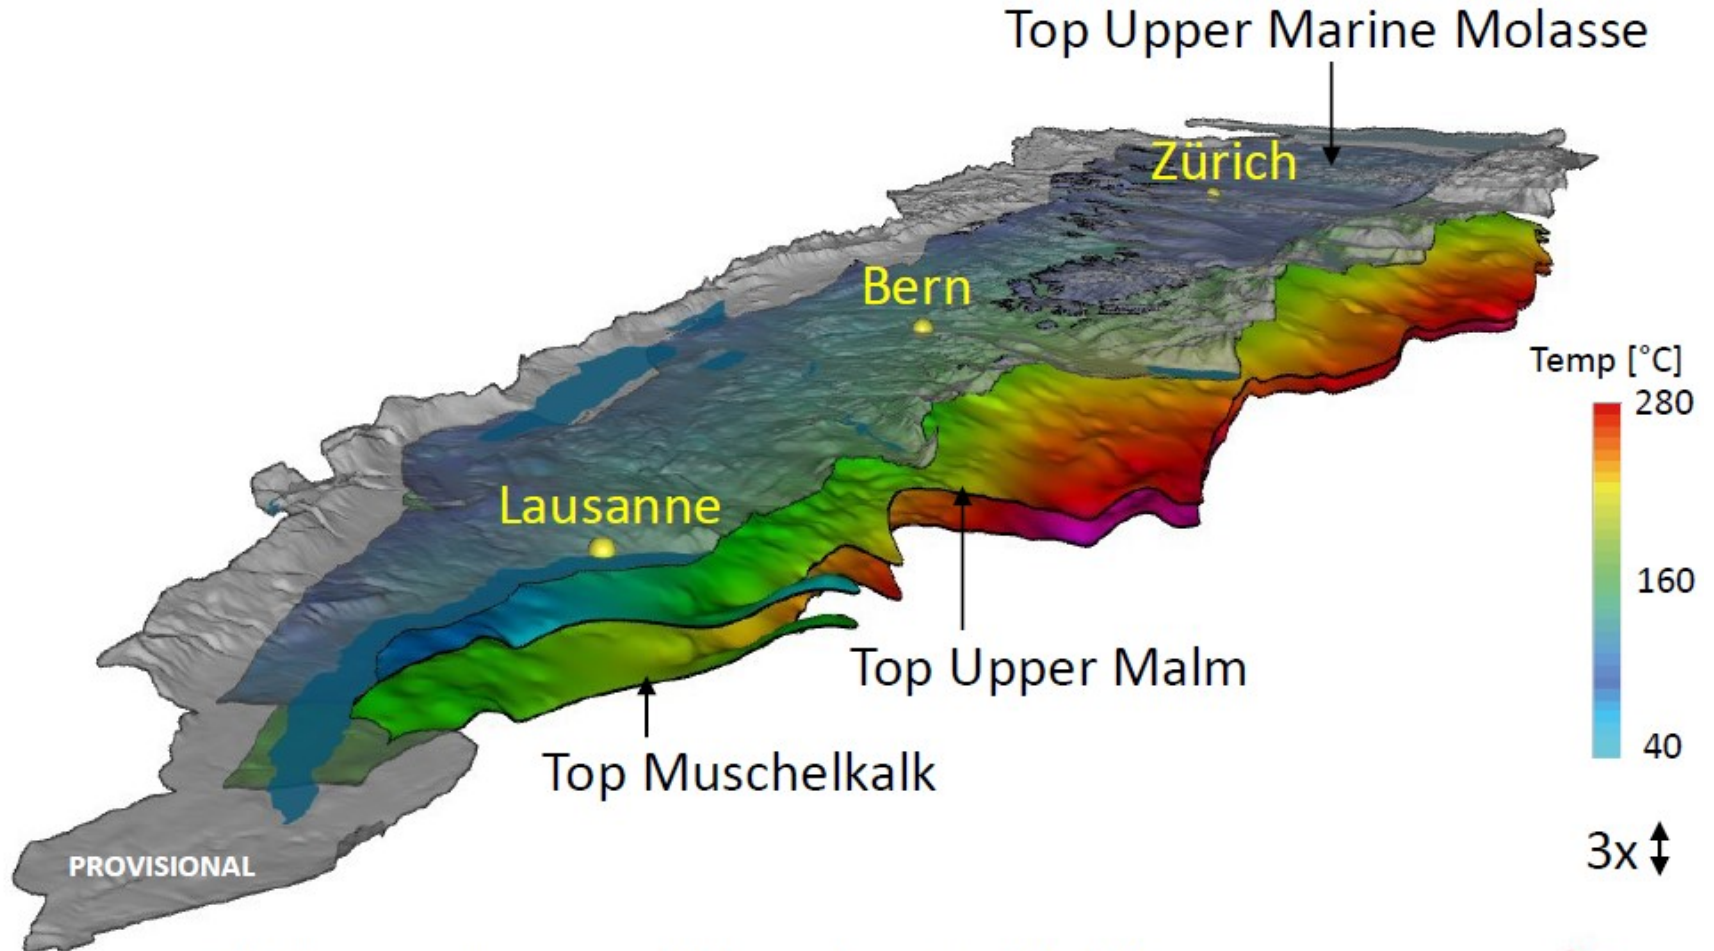 Top Upper Marine Molasse
Zürich
Bern
Temp [°C]
280
Lausanne
160
Top Upper Malm
40
Top Muschelkalk
3x
PROVISIONAL